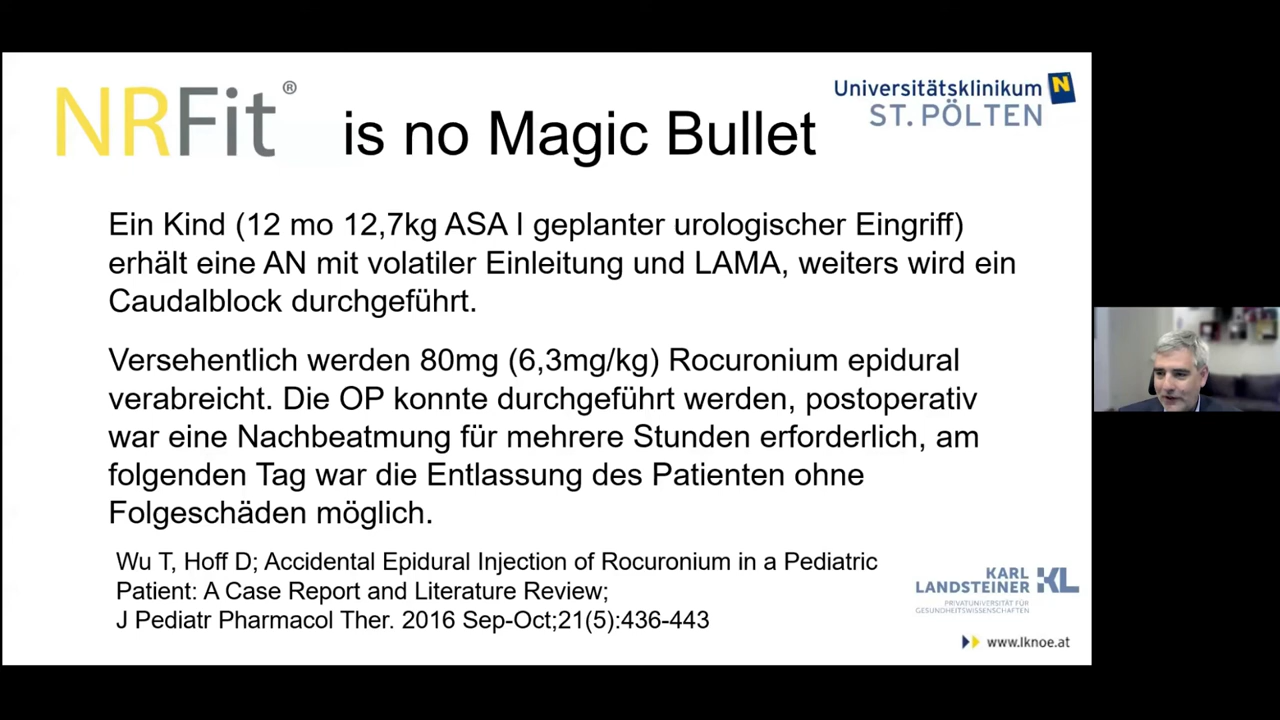 NRFit® is no Magic Bullet
Universitätsklinikum N
ST. PÖLTEN
Ein Kind (12 mo 12,7kg ASA I geplanter urologischer Eingriff)
erhält eine AN mit volatiler Einleitung und LAMA, weiters wird ein
Caudalblock durchgeführt.
Versehentlich werden 80mg (6,3mg/kg) Rocuronium epidural
verabreicht. Die OP konnte durchgeführt werden, postoperativ
war eine Nachbeatmung für mehrere Stunden erforderlich, am
folgenden Tag war die Entlassung des Patienten ohne
Folgeschäden möglich.
Wu T, Hoff D; Accidental Epidural Injection of Rocuronium in a Pediatric
Patient: A Case Report and Literature Review;
J Pediatr Pharmacol Ther. 2016 Sep-Oct;21(5):436-443
KARL
LANDSTEINER KL
PRIVATUNIVERSITÄT FÜR
GESUNDHEITSWISSENSCHAFTEN
www.lknoe.at